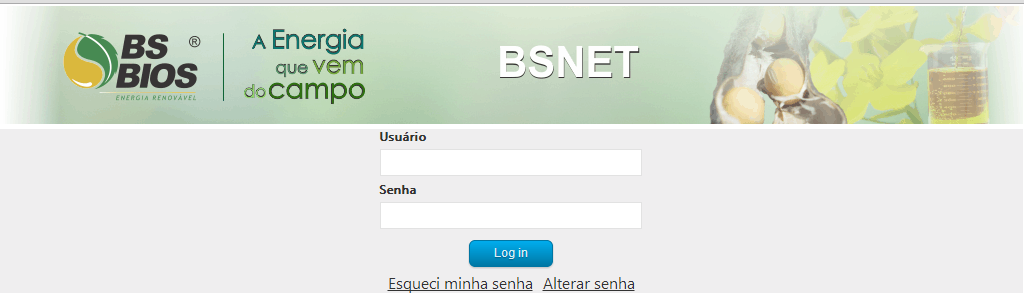 BS ®
BIOS
ENERGIA RENOVÁVEL
A Energia
que vem
do campo
BSNET
Usuário
Senha
Log in
Esqueci minha senha Alterar senha